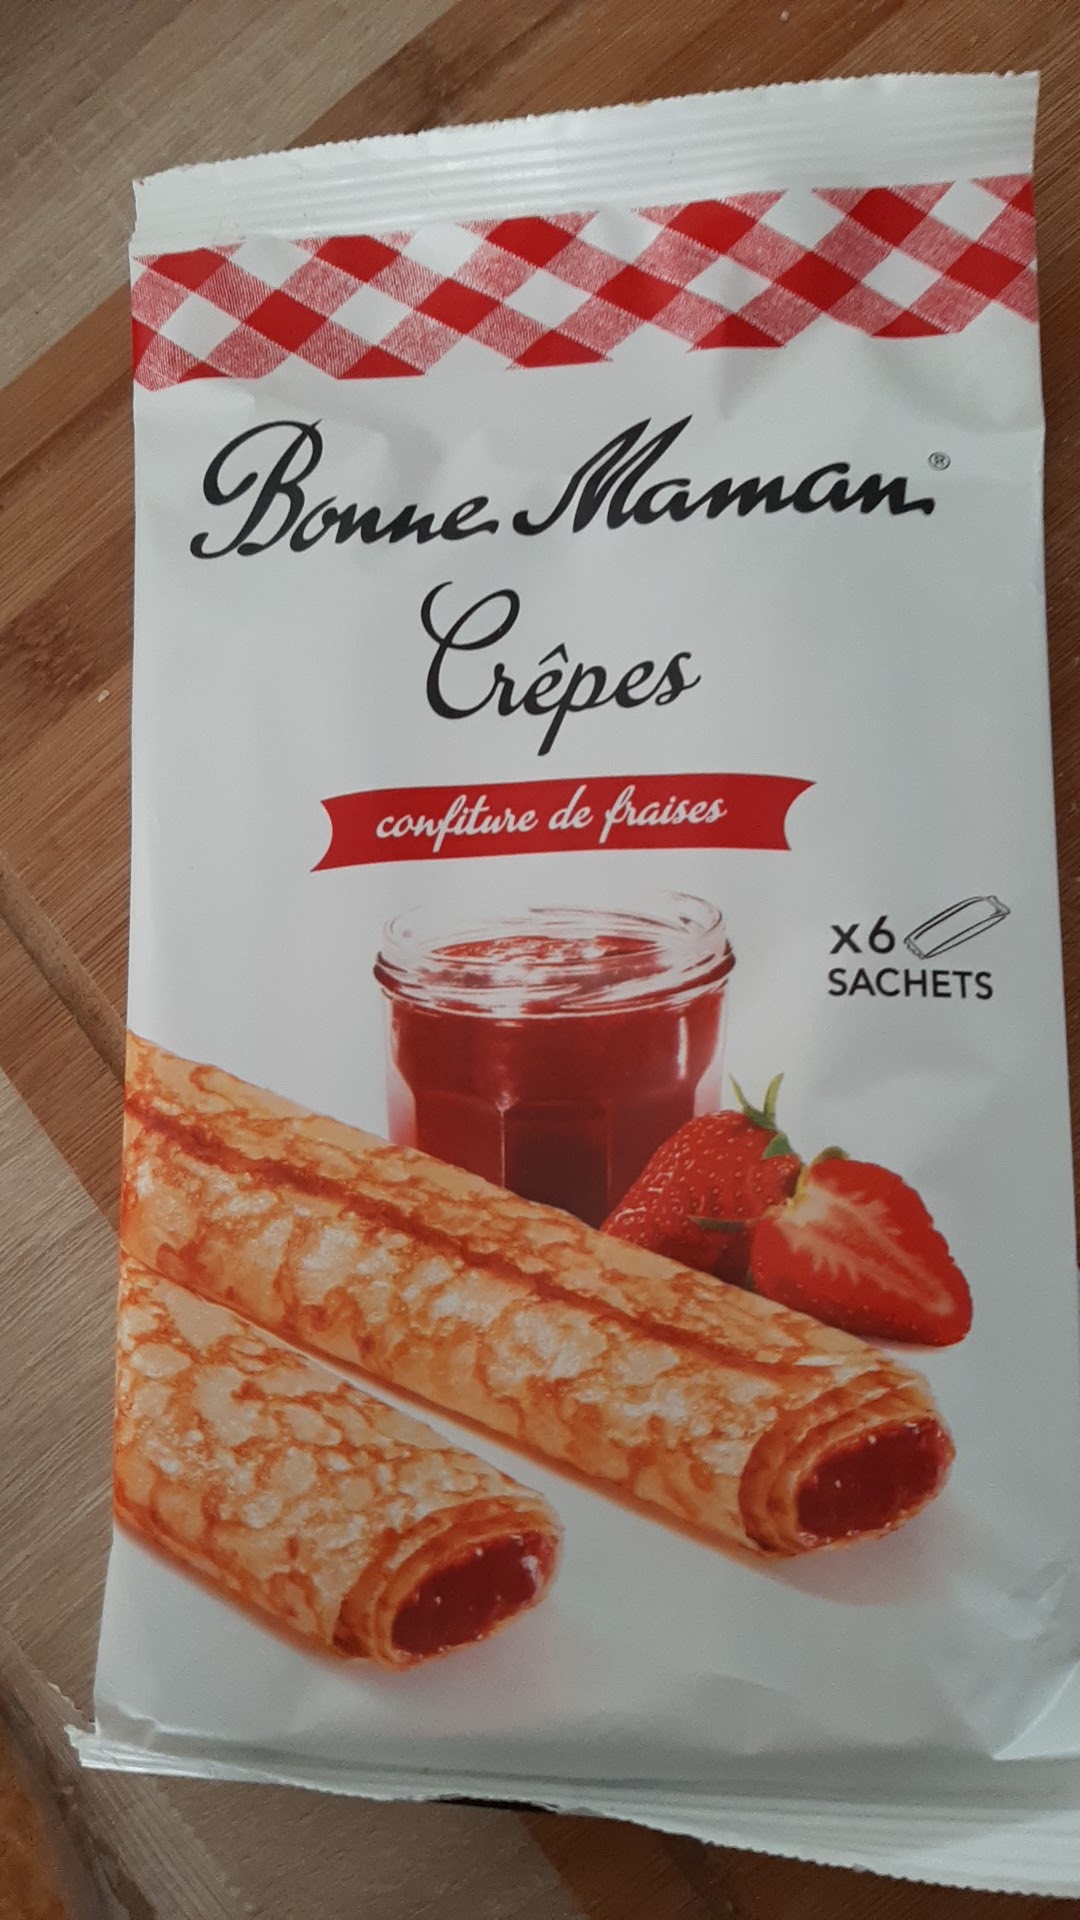 Bonne Maman®
Crêpes
confiture de fraises
x6
SACHETS